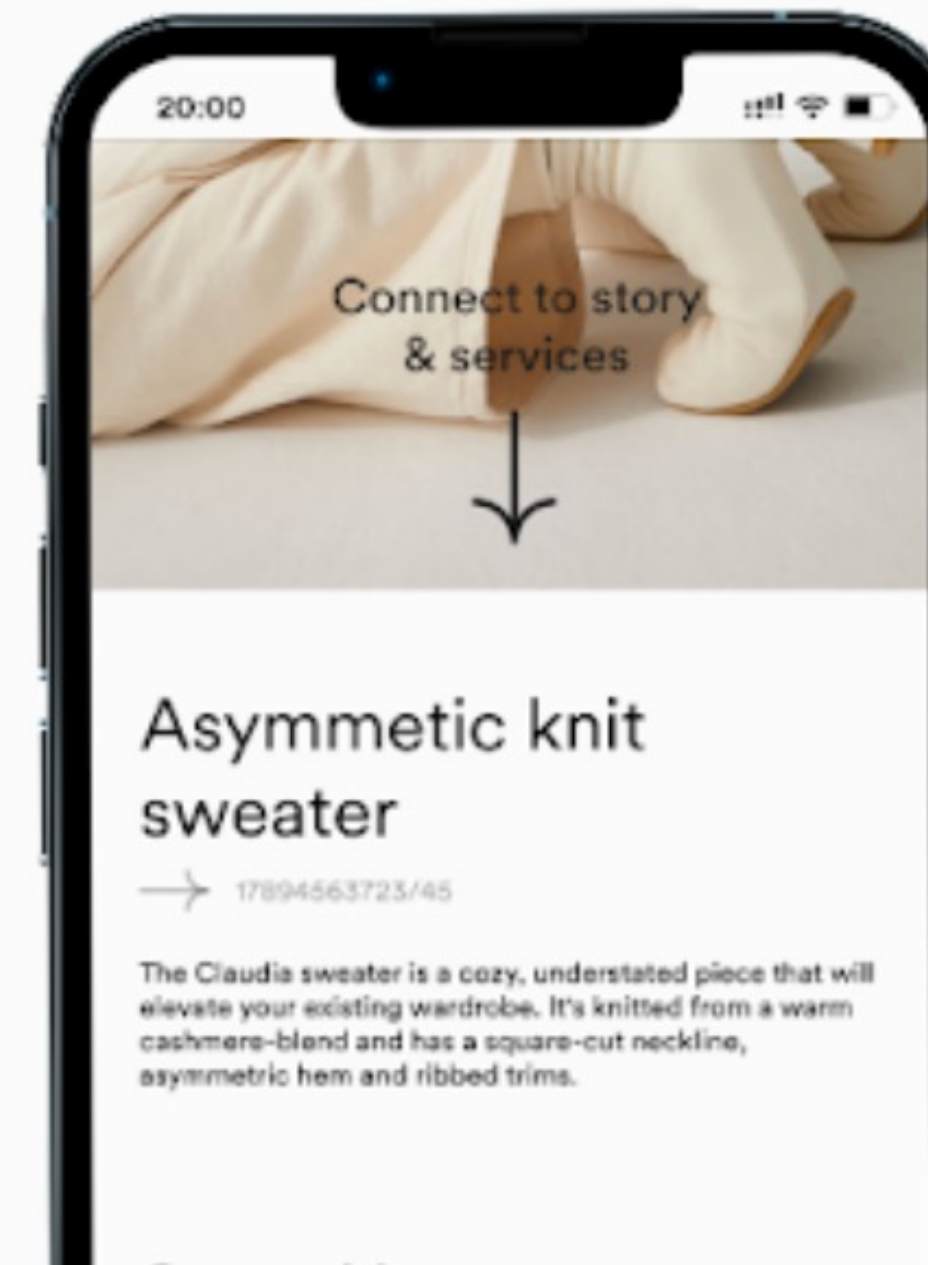 20:00
Connect to story
& services
Asymmetic knit
sweater
17894563723/45
The Claudia sweater is a cozy, understated piece that will
elevate your existing wardrobe. It's knitted from a warm
cashmere-blend and has a square-cut neckline,
asymmetric hem and ribbed trims.